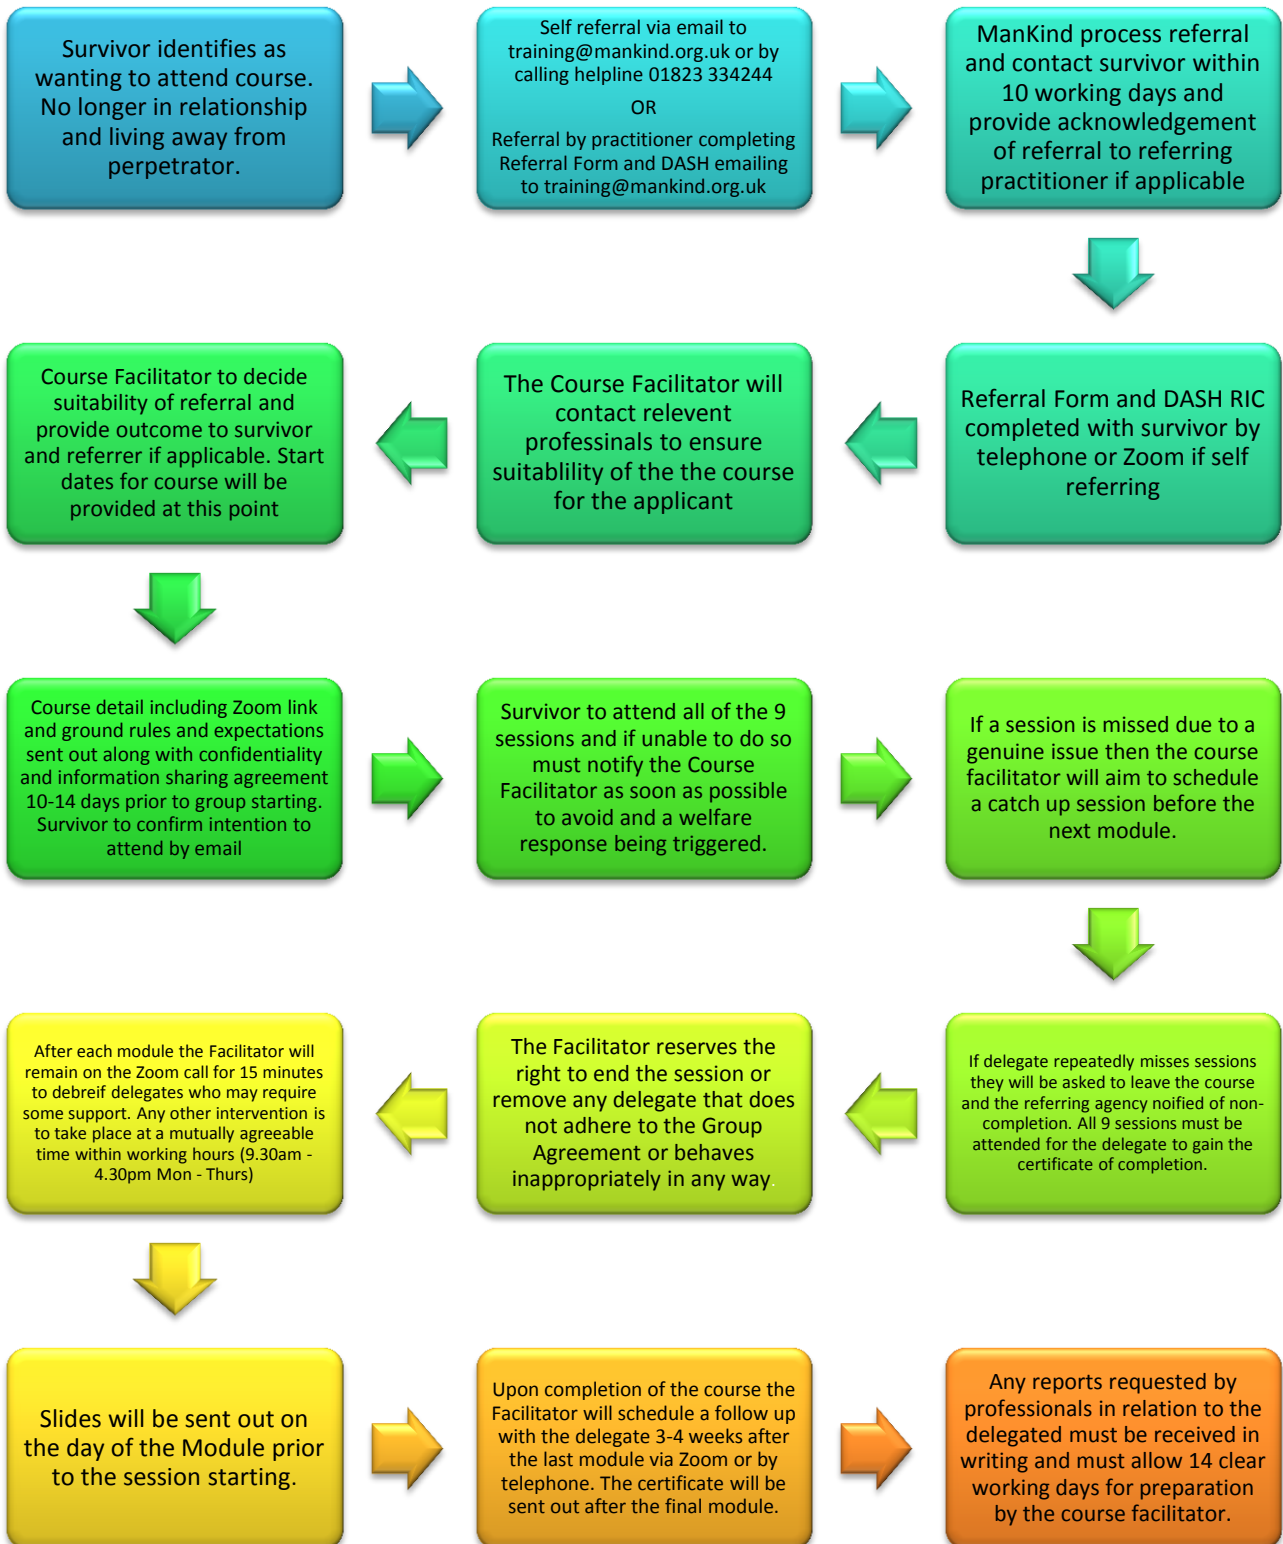 Survivor identifies as
wanting to attend course.
No longer in relationship
and living away from
perpetrator.
Self referral via email to
training@mankind.org.uk or by
calling helpline 01823 334244
OR
Referral by practitioner completing
Referral Form and DASH emailing
to training@mankind.org.uk
ManKind process referral
and contact survivor within
10 working days and
provide acknowledgement
of referral to referring
practitioner if applicable
Course Facilitator to decide
suitability of referral and
provide outcome to survivor
and referrer if applicable. Start
dates for course will be
provided at this point
The Course Facilitator will
contact relevent
professinals to ensure
suitablility of the the course
for the applicant
Referral Form and DASH RIC
completed with survivor by
telephone or Zoom if self
referring
Course detail including Zoom link
and ground rules and expectations
sent out along with confidentiality
and information sharing agreement
10-14 days prior to group starting.
Survivor to confirm intention to
attend by email
Survivor to attend all of the 9
sessions and if unable to do so
must notify the Course
Facilitator as soon as possible
to avoid and a welfare
response being triggered.
If a session is missed due to a
genuine issue then the course
facilitator will aim to schedule
a catch up session before the
next module.
After each module the Facilitator will
remain on the Zoom call for 15 minutes
to debreif delegates who may require
some support. Any other intervention is
to take place at a mutually agreeable
time within working hours (9.30am -
4.30pm Mon - Thurs)
The Facilitator reserves the
right to end the session or
remove any delegate that does
not adhere to the Group
Agreement or behaves
inappropriately in any way.
If delegate repeatedly misses sessions
they will be asked to leave the course
and the referring agency noified of non-
completion. All 9 sessions must be
attended for the delegate to gain the
certificate of completion.
Slides will be sent out on
the day of the Module prior
to the session starting.
Upon completion of the course the
Facilitator will schedule a follow up
with the delegate 3-4 weeks after
the last module via Zoom or by
telephone. The certificate will be
sent out after the final module.
Any reports requested by
professionals in relation to the
delegated must be received in
writing and must allow 14 clear
working days for preparation
by the course facilitator.